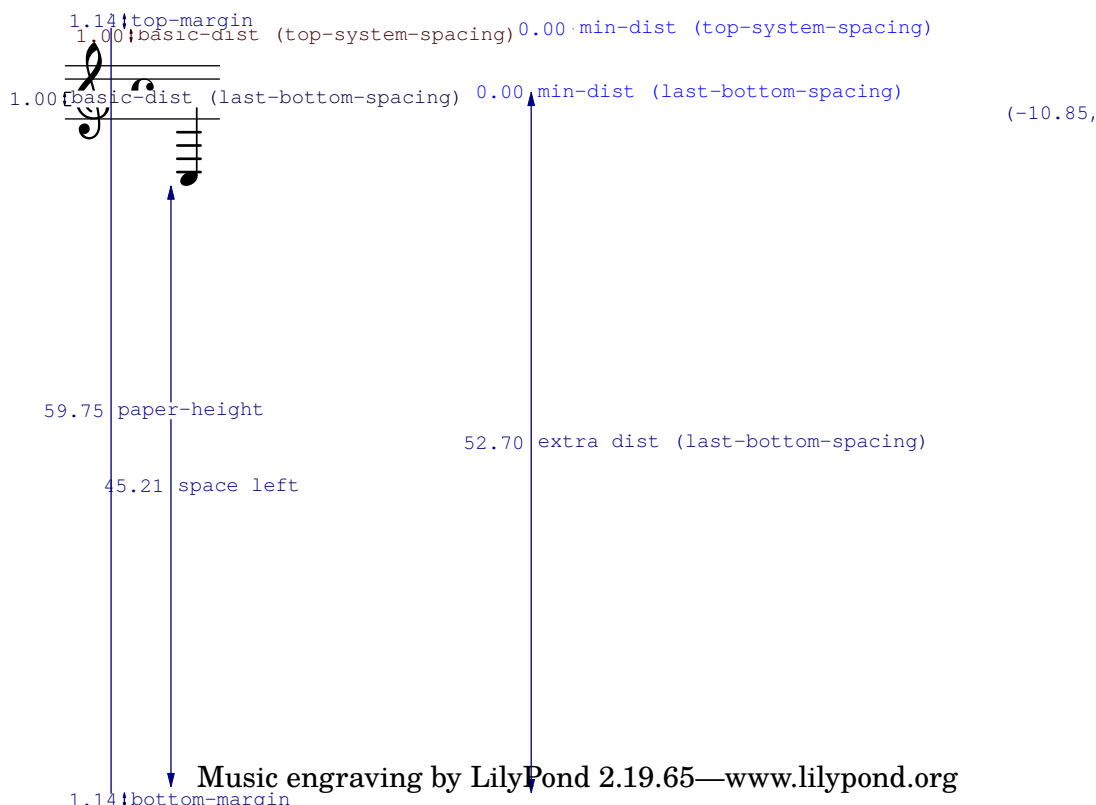 1.14 top-margin
1.00 basic-dist (top-system-spacing)
0.00 min-dist (top-system-spacing)
1.00 basic-dist (last-bottom-spacing)
0.00 min-dist (last-bottom-spacing)
(-10.85,
59.75 paper-height
52.70 extra dist (last-bottom-spacing)
45.21 space left
Music engraving by LilyPond 2.19.65—www.lilypond.org
1.14 bottom-margin